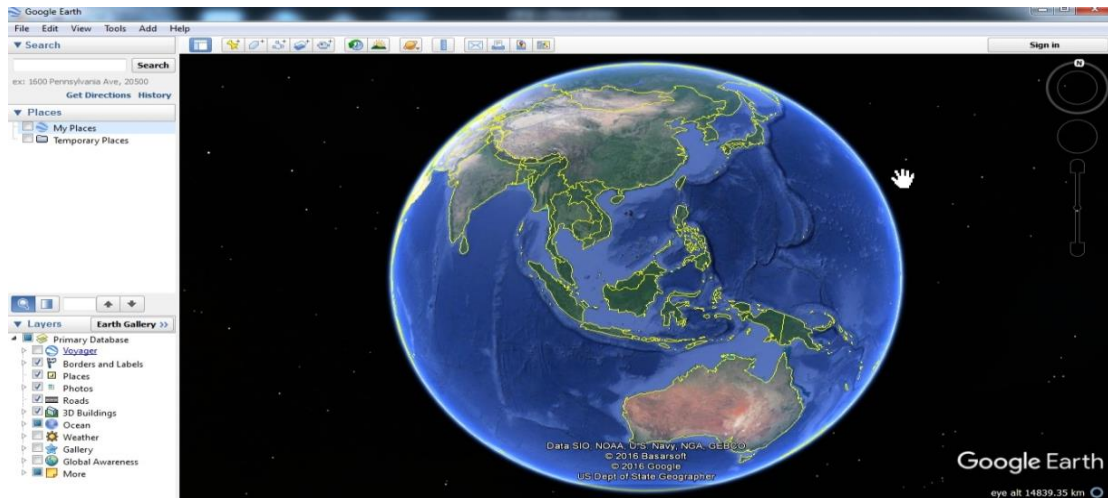 Google Earth
File Edit View Tools Add Help
Search
Sign in
Search
ex: 1600 Pennsylvania Ave, 20500
Get Directions History
Places
My Places
Temporary Places
N
Layers
Earth Gallery >>
Primary Database
Voyager
Borders and Labels
Places
Photos
Roads
3D Buildings
Ocean
Weather
Gallery
Global Awareness
More
Data SIO, NOAA, U.S. Navy, NGA, GEBCO
© 2016 Basarsoft
© 2016 Google
US Dept of State Geographer
Google Earth
eye alt 14839.35 km